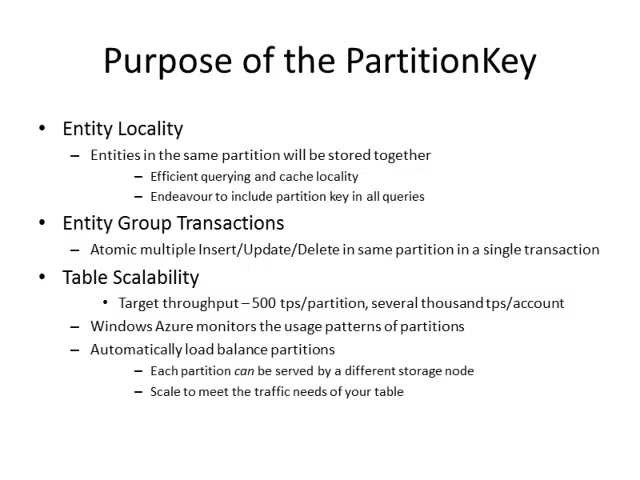 Purpose of the PartitionKey
• Entity Locality
– Entities in the same partition will be stored together
– Efficient querying and cache locality
– Endeavour to include partition key in all queries
• Entity Group Transactions
– Atomic multiple Insert/Update/Delete in same partition in a single transaction
• Table Scalability
• Target throughput – 500 tps/partition, several thousand tps/account
– Windows Azure monitors the usage patterns of partitions
– Automatically load balance partitions
– Each partition can be served by a different storage node
– Scale to meet the traffic needs of your table